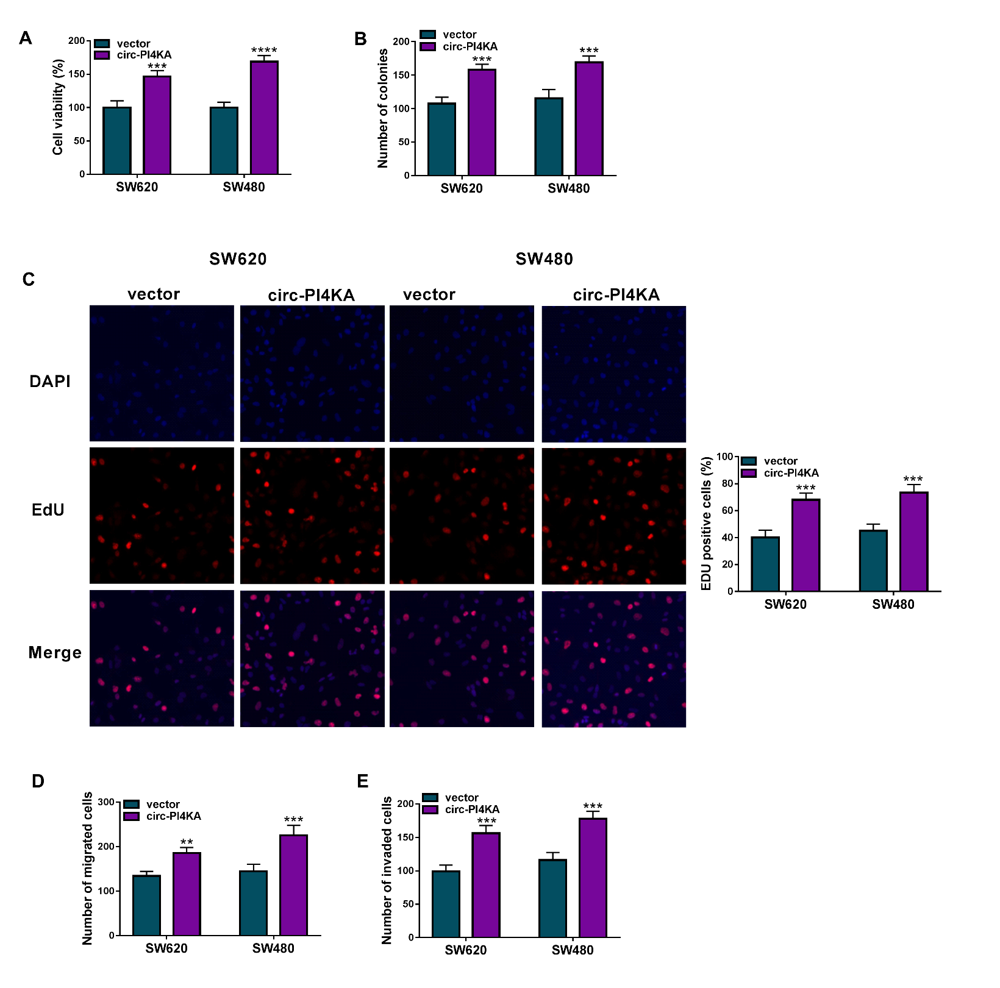 A
Cell viability (%)
200
150
100
50
0
vector
circ-PI4KA
***
****
SW620
SW480
B
Number of colonies
200
150
100
50
0
vector
circ-PI4KA
***
***
SW620
SW480
C
SW620
SW480
vector
circ-PI4KA
vector
circ-PI4KA
DAPI
EdU
Merge
EDU positive cells (%)
100
80
60
40
20
0
vector
circ-PI4KA
***
***
SW620
SW480
D
Number of migrated cells
300
200
100
0
vector
circ-PI4KA
**
***
SW620
SW480
E
Number of invaded cells
200
150
100
50
0
vector
circ-PI4KA
***
***
SW620
SW480